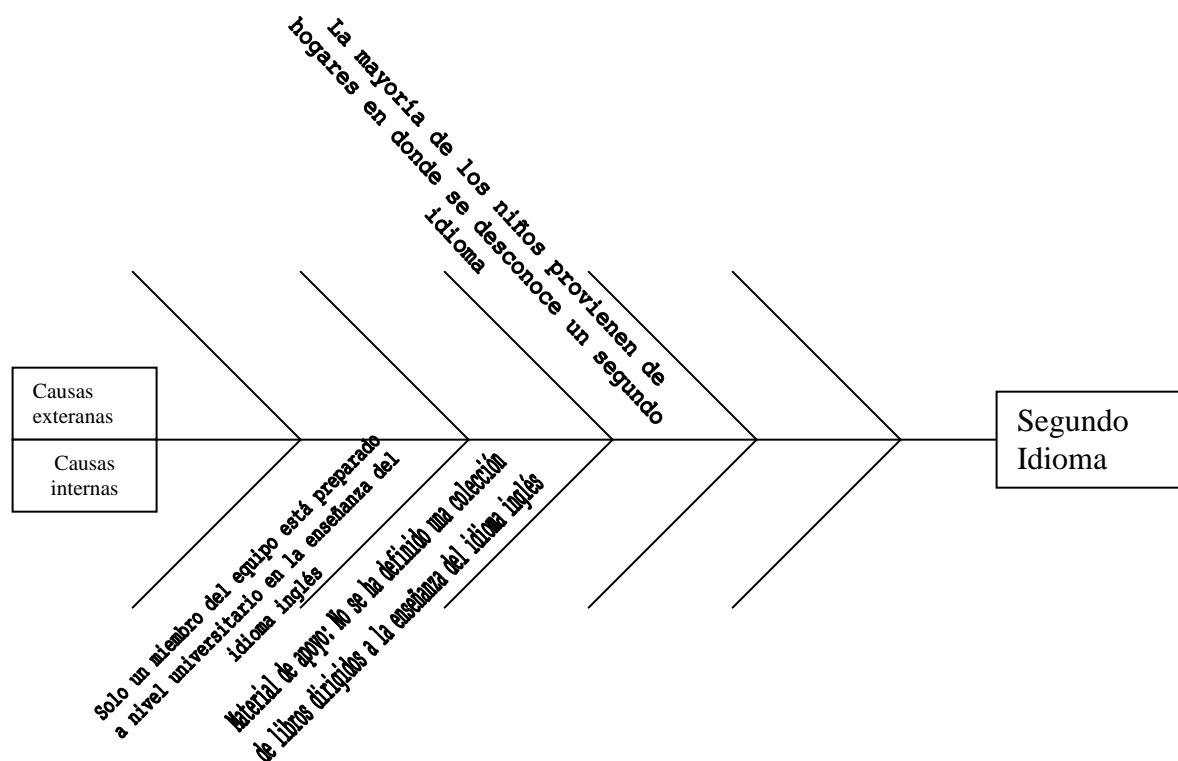 La mayoría de los niños provienen de
hogares en donde se desconoce un segundo
idioma
Causas
exteranas
Causas
internas
Segundo
Idioma
Solo un miembro del equipo está preparado
a nivel universitario en la enseñanza del
idioma inglés
Material de apoyo: No se ha definido una colección
de libros dirigidos a la enseñanza del idioma inglés